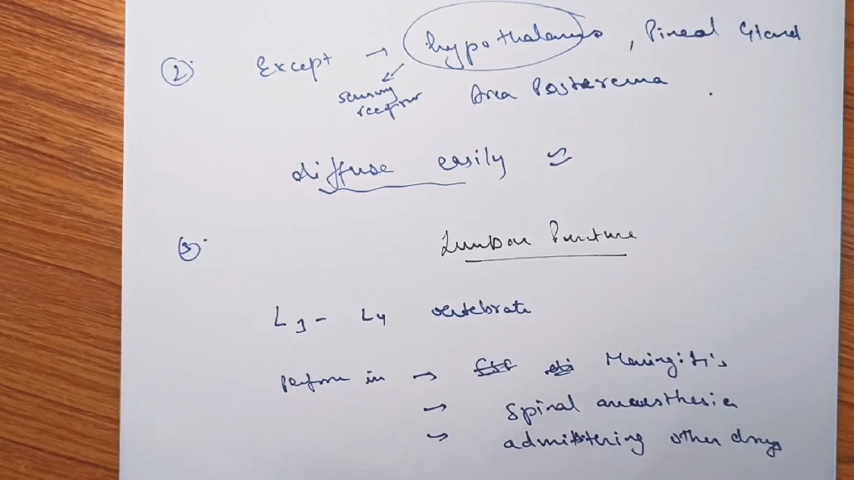 2. Except → hypothalamus, Pineal Gland
sensory receptor Area Posterema
diffuse easily
3. Lumbar Puncture
L3 - L4 vertebrate
perform in → Meningitis
→ Spinal anaesthesia
→ administering other drugs